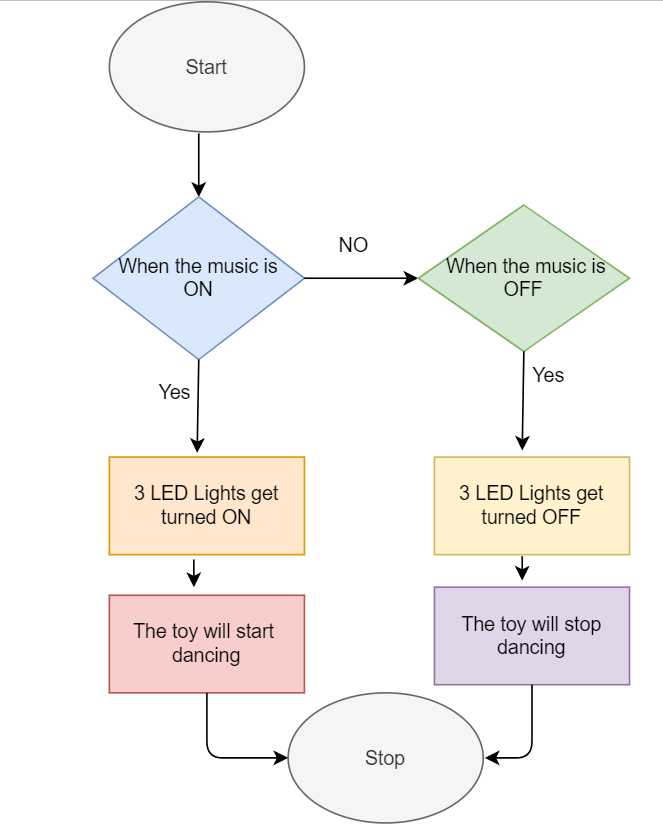 Start
When the music is
ON
NO
When the music is
OFF
Yes
Yes
3 LED Lights get
turned ON
3 LED Lights get
turned OFF
The toy will start
dancing
The toy will stop
dancing
Stop